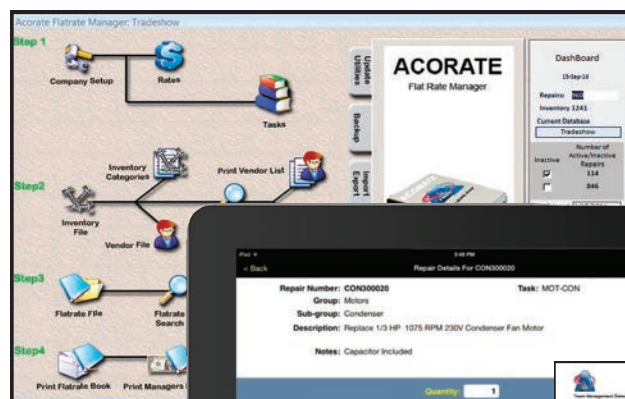 Acorate Flatrate Manager: Tradeshow
Step 1
Company Setup
Rates
Tasks
Step2
Inventory Categories
Print Vendor List
Inventory File
Vendor File
Step3
Flatrate File
Flatrate Search
Step4
Print Flatrate Book
Print Managers
Update Utilities
Backup
Import Export
ACORATE
Flat Rate Manager
DashBoard
15-Sep-16
Repairs:
Inventory 1241
Current Database
Tradeshow
Number of
Inactive Active/Inactive
Repairs
114
846
iPad
3:48 PM
< Back
Repair Details For CON300020
Repair Number: CON300020
Task: MOT-CON
Group: Motors
Sub-group: Condenser
Description: Replace 1/3 HP 1075 RPM 230V Condenser Fan Motor
Notes: Capacitor Included
Quantity: 1